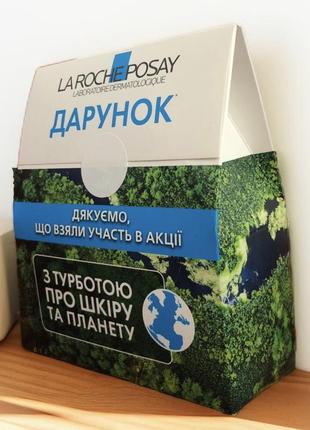 LA ROCHE POSAY
LABORATOIRE DERMATOLOGIQUE
ДАРУНОК*
ДЯКУЄМО,
ЩО ВЗЯЛИ УЧАСТЬ В АКЦІЇ
З ТУРБОТОЮ
ПРО ШКІРУ
ТА ПЛАНЕТУ